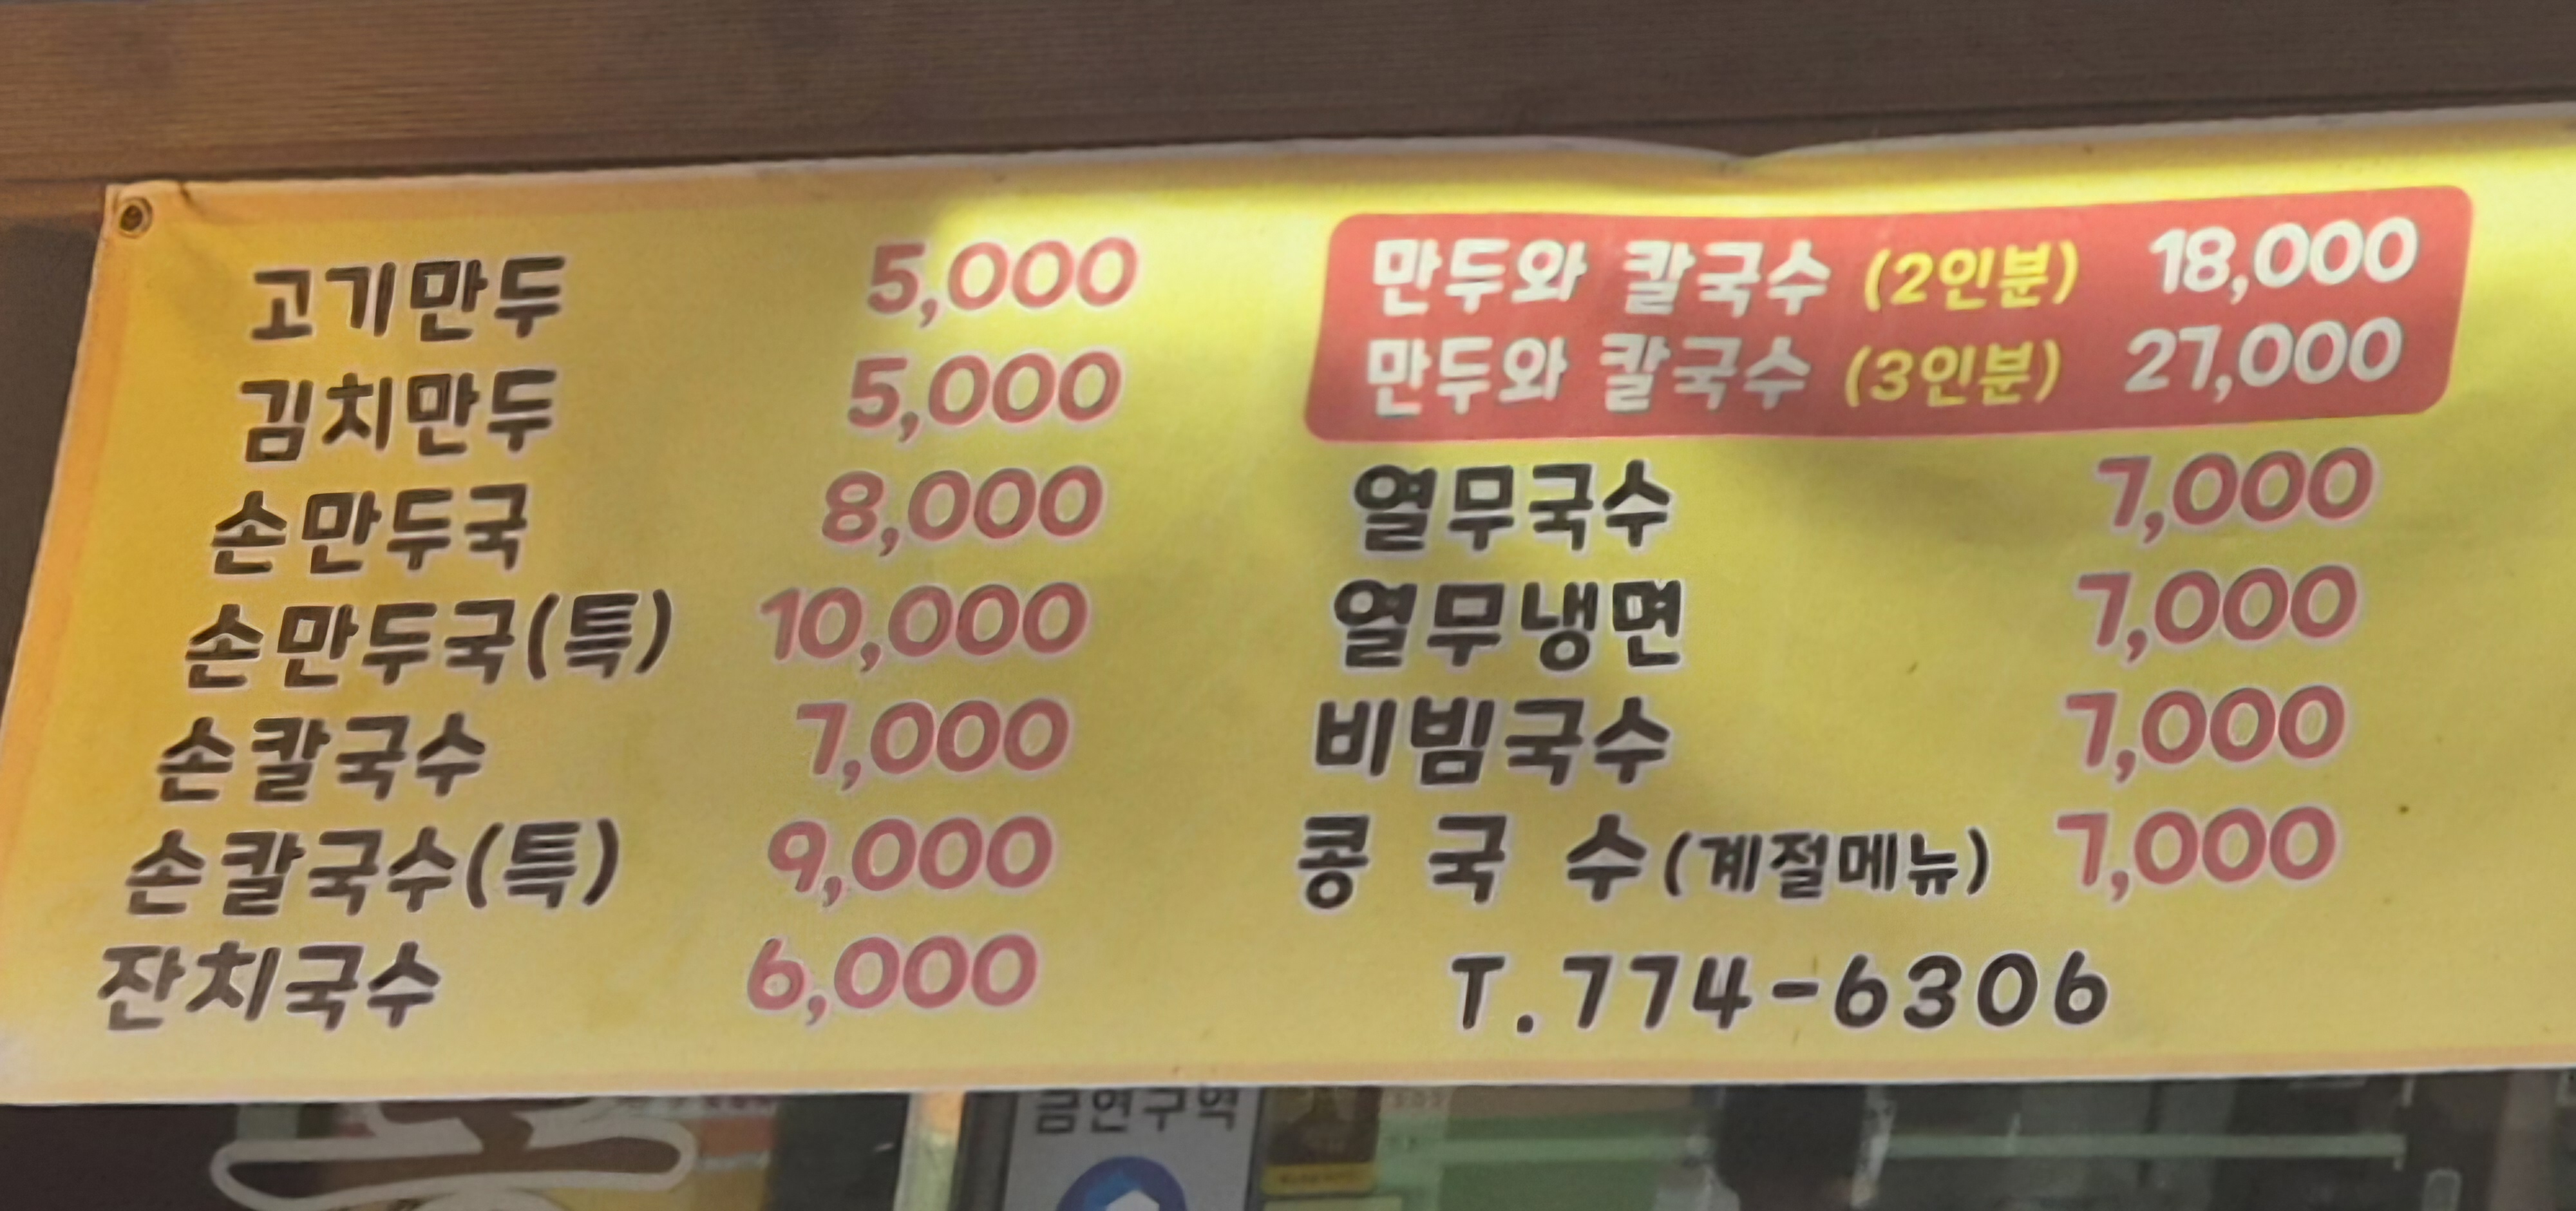 고기만두 5,000
김치만두 5,000
손만두국 8,000
손만두국(특) 10,000
손칼국수 7,000
손칼국수(특) 9,000
잔치국수 6,000
만두와 칼국수 (2인분) 18,000
만두와 칼국수 (3인분) 27,000
열무국수 7,000
열무냉면 7,000
비빔국수 7,000
콩 국 수(계절메뉴) 7,000
T.774-6306
금연구역